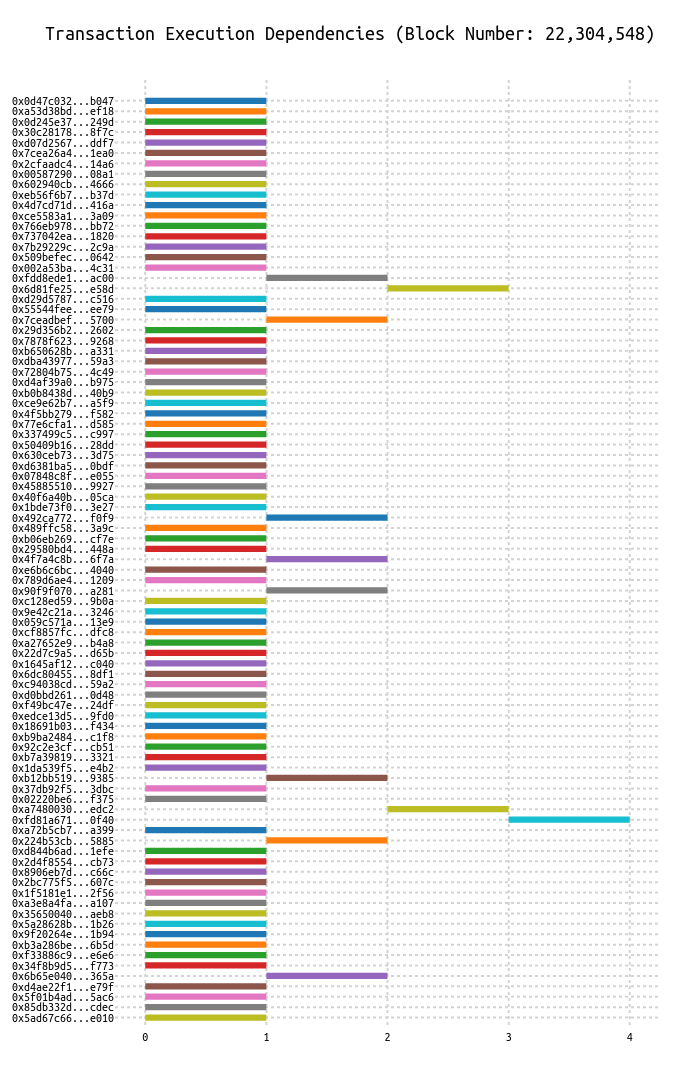 Transaction Execution Dependencies (Block Number: 22,304,548)
0x0d47c032...b047
0xa53d38bd...ef18
0x0d245e37...249d
0x30c28178...8f7c
0xd07d2567...ddf7
0x7cea26a4...1ea0
0x2cfaadc4...14a6
0x00587290...08a1
0x602940cb...4666
0xeb56f6b7...b37d
0x4d7cd71d...416a
0xce5583a1...3a09
0x766eb978...bb72
0x737042ea...1820
0x7b29229c...2c9a
0x509befec...0642
0x002a53ba...4c31
0xfdd8ede1...ac00
0x6d81fe25...e58d
0xd29d5787...c516
0x55544fee...ee79
0x7ceadbef...5700
0x29d356b2...2602
0x7878f623...9268
0xb650628b...a331
0xdba43977...59a3
0x72804b75...4c49
0xd4af39a0...b975
0xb0b8438d...40b9
0xce9e62b7...a5f9
0x4f5bb279...f582
0x77e6cfa1...d585
0x337499c5...c997
0x50409b16...28dd
0x630ceb73...3d75
0xd6381ba5...0bdf
0x07848c8f...e055
0x45885510...9927
0x40f6a40b...05ca
0x1bde73f0...3e27
0x492ca772...f0f9
0x489ffc58...3a9c
0xb06eb269...cf7e
0x29580bd4...448a
0x4f7a4c8b...6f7a
0xe6b6c6bc...4040
0x789d6ae4...1209
0x90f9f070...a281
0xc128ed59...9b0a
0x9e42c21a...3246
0x059c571a...13e9
0xcf8857fc...dfc8
0xa27652e9...b4a8
0x22d7c9a5...d65b
0x1645af12...c040
0x6dc80455...8df1
0xc94038cd...59a2
0xd0bbd261...0d48
0xf49bc47e...24df
0xedce13d5...9fd0
0x18691b03...f434
0xb9ba2484...c1f8
0x92c2e3cf...cb51
0xb7a39819...3321
0x1da539f5...e4b2
0xb12bb519...9385
0x37db92f5...3dbc
0x02220be6...f375
0xa7480030...edc2
0xfd81a671...0f40
0xa72b5cb7...a399
0x224b53cb...5885
0xd844b6ad...1efe
0x2d4f8554...cb73
0x8906eb7d...c66c
0x2bc775f5...607c
0x1f5181e1...2f56
0xa3e8a4fa...a107
0x35650040...aeb8
0x5a28628b...1b26
0x9f20264e...1b94
0xb3a286be...6b5d
0xf33886c9...e6e6
0x34f8b9d5...f773
0x6b65e040...365a
0xd4ae22f1...e79f
0x5f01b4ad...5ac6
0x85db332d...cdec
0x5ad67c66...e010
0 1 2 3 4